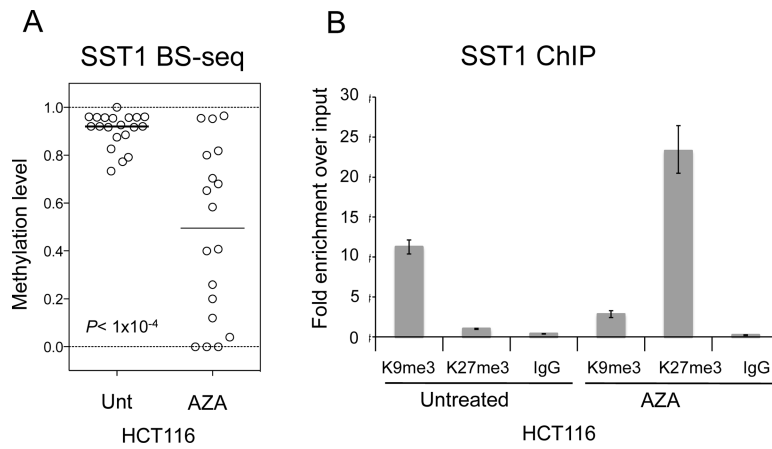 A
SST1 BS-seq
Methylation level
1.0
0.8
0.6
0.4
0.2
0.0
P< 1x10-4
Unt AZA
HCT116
B
SST1 ChIP
Fold enrichment over input
30
25
20
15
10
5
0
K9me3 K27me3 IgG K9me3 K27me3 IgG
Untreated AZA
HCT116